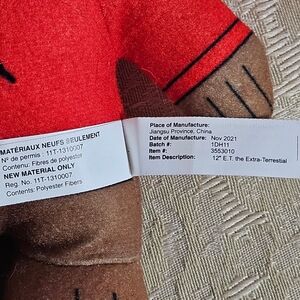 MATÉRIAUX NEUFS SEULEMENT
Nº de permis : 11T-1310007
Contenu: Fibres de polyester
NEW MATERIAL ONLY
Reg. No. 11T-1310007
Contents: Polyester Fibers
Place of Manufacture:
Jiangsu Province, China
Date of Manufacture: Nov 2021
Batch #: 1DH11
Item #: 3553010
Item Description: 12" E.T. the Extra-Terrestial